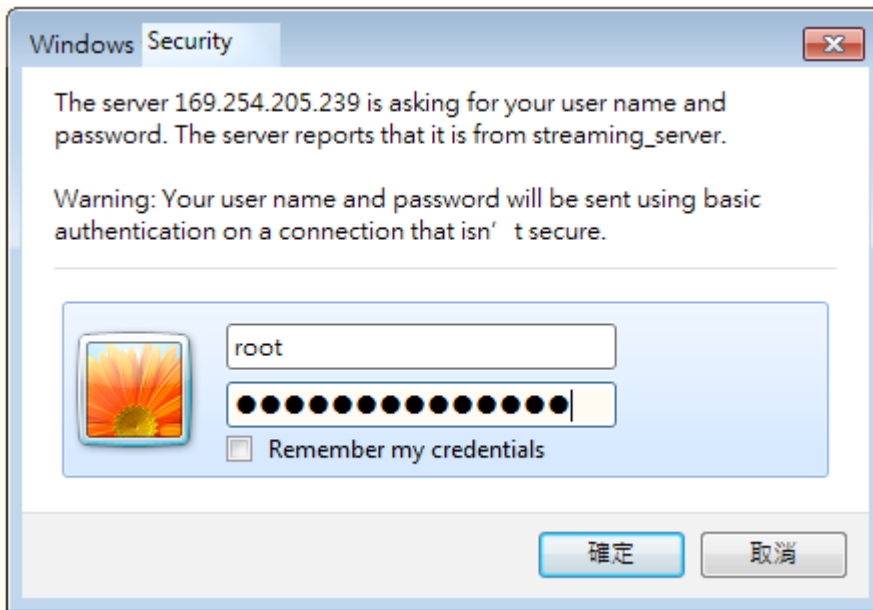 Windows Security
The server 169.254.205.239 is asking for your user name and
password. The server reports that it is from streaming_server.
Warning: Your user name and password will be sent using basic
authentication on a connection that isn’ t secure.
root
●●●●●●●●●●●●●●
Remember my credentials
確定 取消